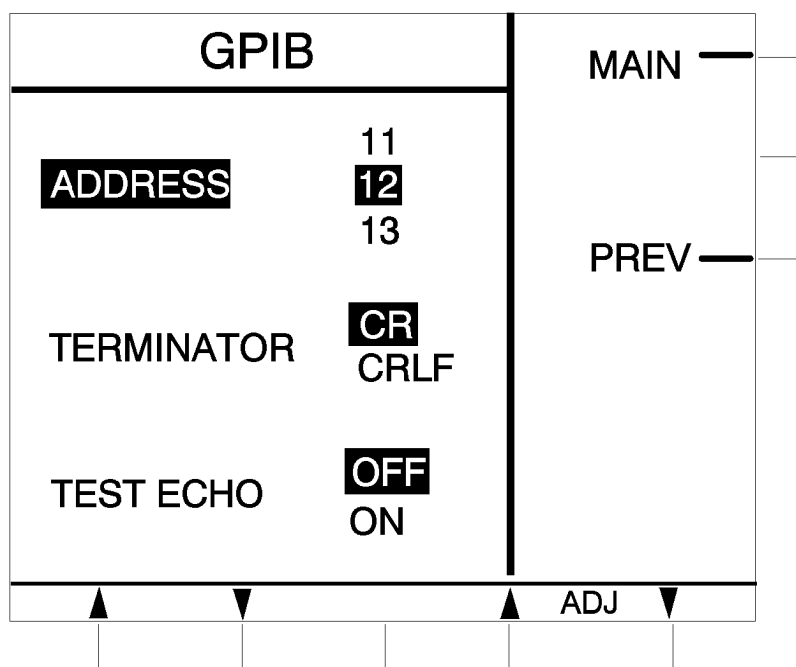 GPIB
MAIN
11
ADDRESS 12
13
PREV
TERMINATOR CR
CRLF
TEST ECHO OFF
ON
ADJ